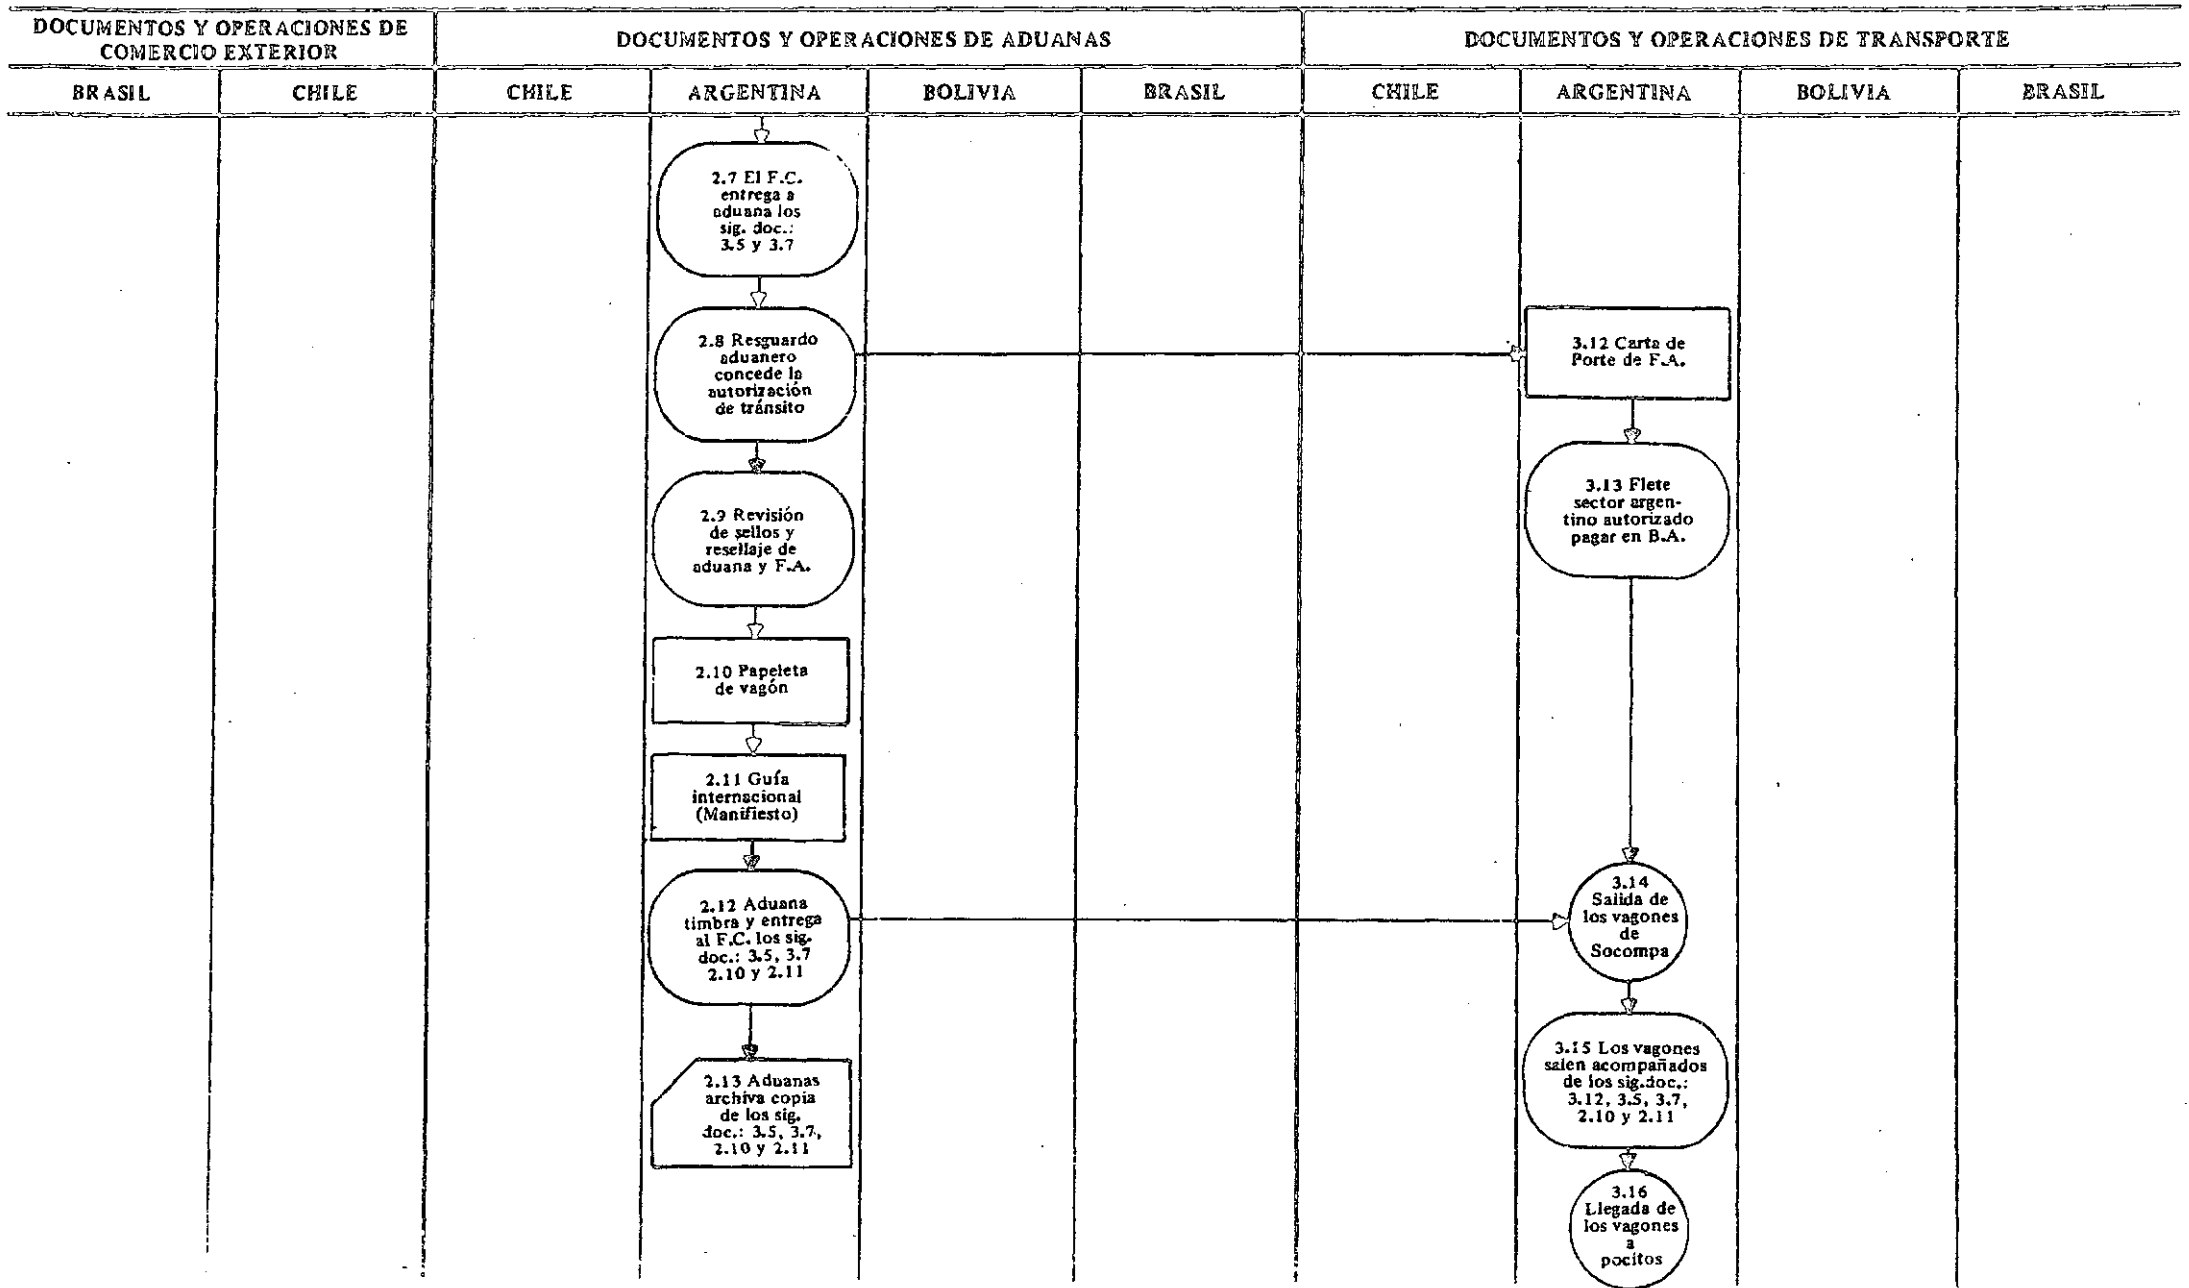 DOCUMENTOS Y OPERACIONES DE
COMERCIO EXTERIOR
DOCUMENTOS Y OPERACIONES DE ADUANAS
DOCUMENTOS Y OPERACIONES DE TRANSPORTE
BRASIL
CHILE
CHILE
ARGENTINA
BOLIVIA
BRASIL
CHILE
ARGENTINA
BOLIVIA
BRASIL
2.7 El F.C.
entrega a
aduana los
sig. doc.:
3.5 y 3.7
2.8 Resguardo
aduanero
concede la
autorización
de tránsito
2.9 Revisión
de sellos y
resellaje de
aduana y F.A.
2.10 Papeleta
de vagón
2.11 Guía
internacional
(Manifiesto)
2.12 Aduana
timbra y entrega
al F.C. los sig.
doc.: 3.5, 3.7
2.10 y 2.11
2.13 Aduanas
archiva copia
de los sig.
doc.: 3.5, 3.7,
2.10 y 2.11
3.12 Carta de
Porte de F.A.
3.13 Flete
sector argen-
tino autorizado
pagar en B.A.
3.14
Salida de
los vagones
de
Socompa
3.15 Los vagones
salen acompañados
de los sig.doc.:
3.12, 3.5, 3.7,
2.10 y 2.11
3.16
Llegada de
los vagones
a
pocitos